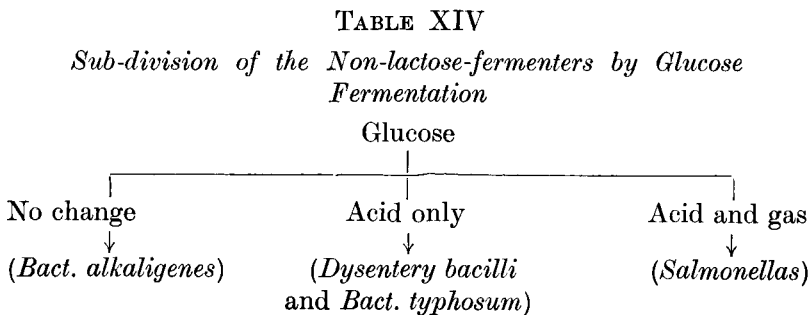 TABLE XIV
Sub-division of the Non-lactose-fermenters by Glucose
Fermentation
Glucose
No change Acid only Acid and gas
(Bact. alkaligenes) (Dysentery bacilli (Salmonellas)
and Bact. typhosum)